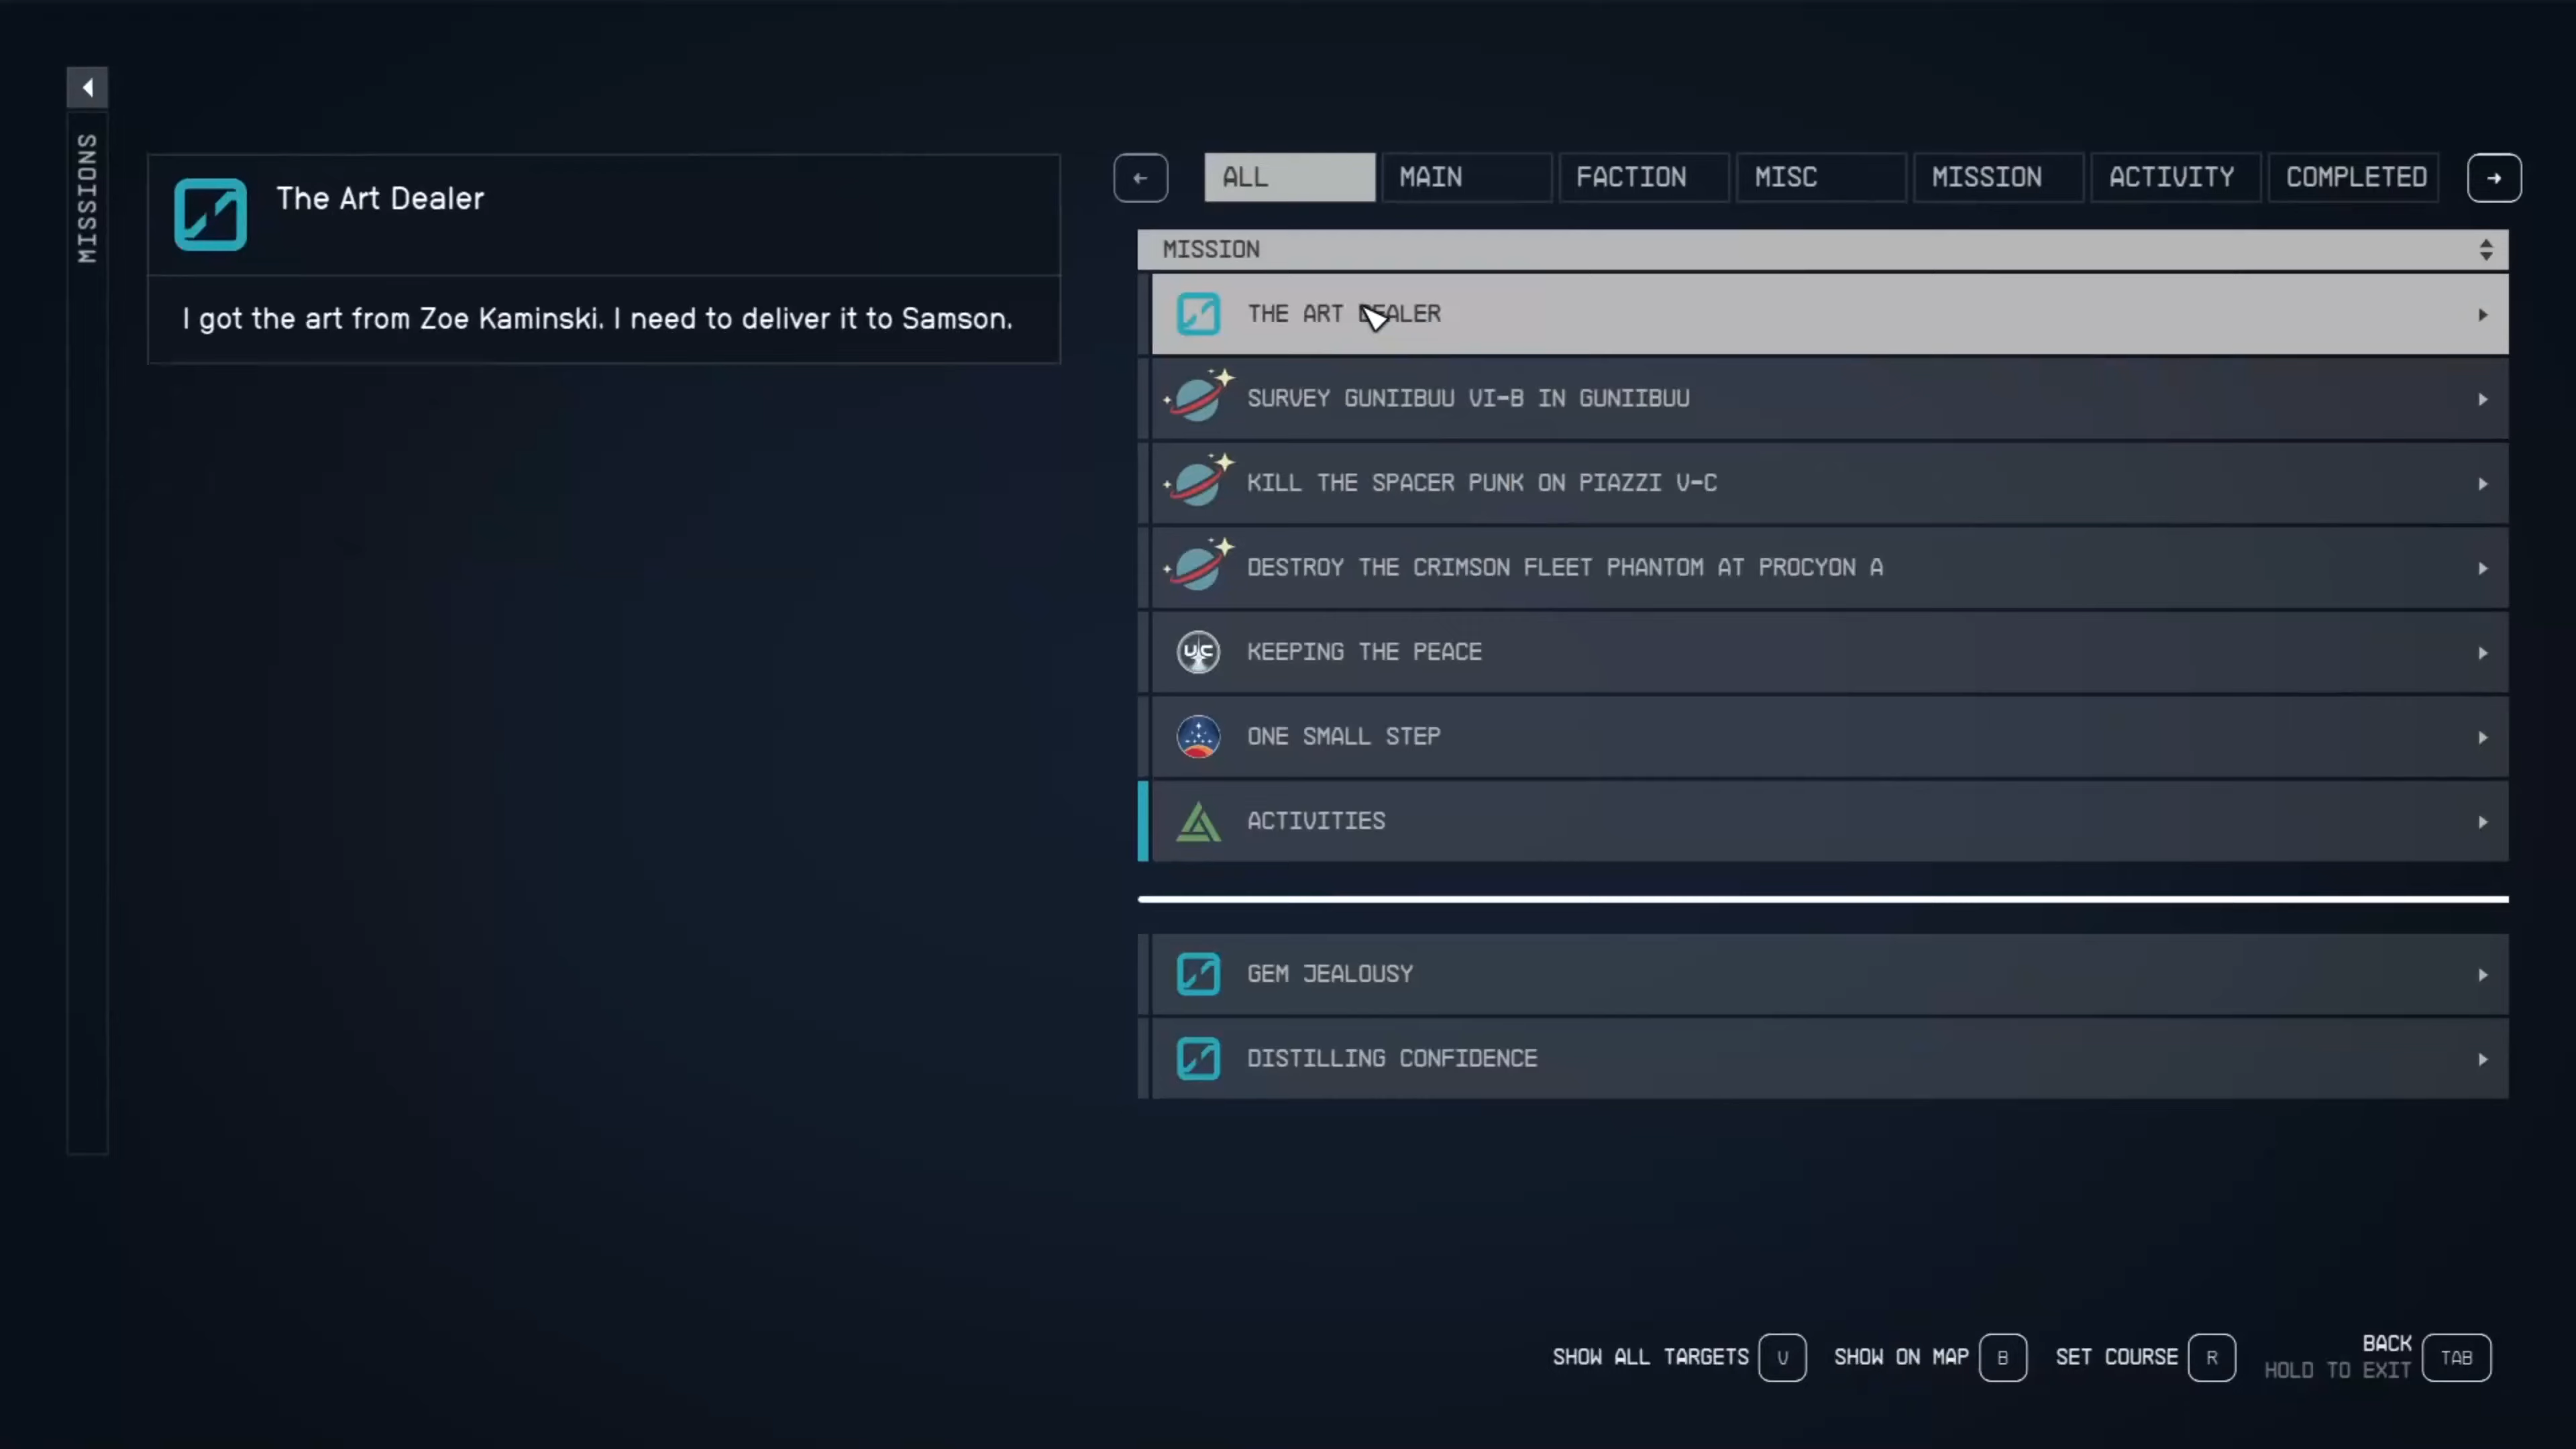 MISSIONS
The Art Dealer
I got the art from Zoe Kaminski. I need to deliver it to Samson.
ALL MAIN FACTION MISC MISSION ACTIVITY COMPLETED
MISSION
THE ART DEALER
SURVEY GUNIIBUU VI-B IN GUNIIBUU
KILL THE SPACER PUNK ON PIAZZI V-C
DESTROY THE CRIMSON FLEET PHANTOM AT PROCYON A
UC KEEPING THE PEACE
ONE SMALL STEP
ACTIVITIES
GEM JEALOUSY
DISTILLING CONFIDENCE
SHOW ALL TARGETS V SHOW ON MAP B SET COURSE R BACK TAB
HOLD TO EXIT